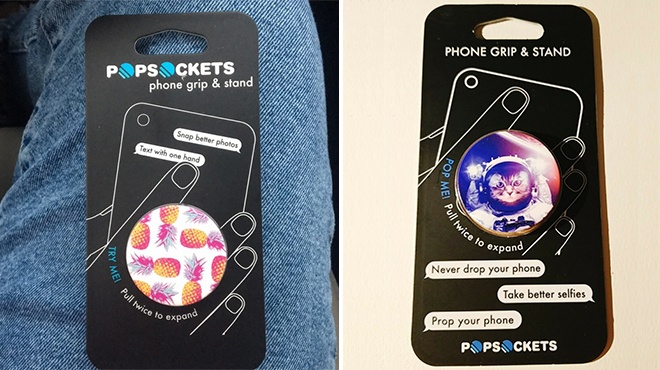 POPSOCKETS
phone grip & stand
Snap better photos
Text with one hand
TRY ME!
Pull twice to expand
PHONE GRIP & STAND
POP ME!
Pull twice to expand
Never drop your phone
Take better selfies
Prop your phone
POPSOCKETS